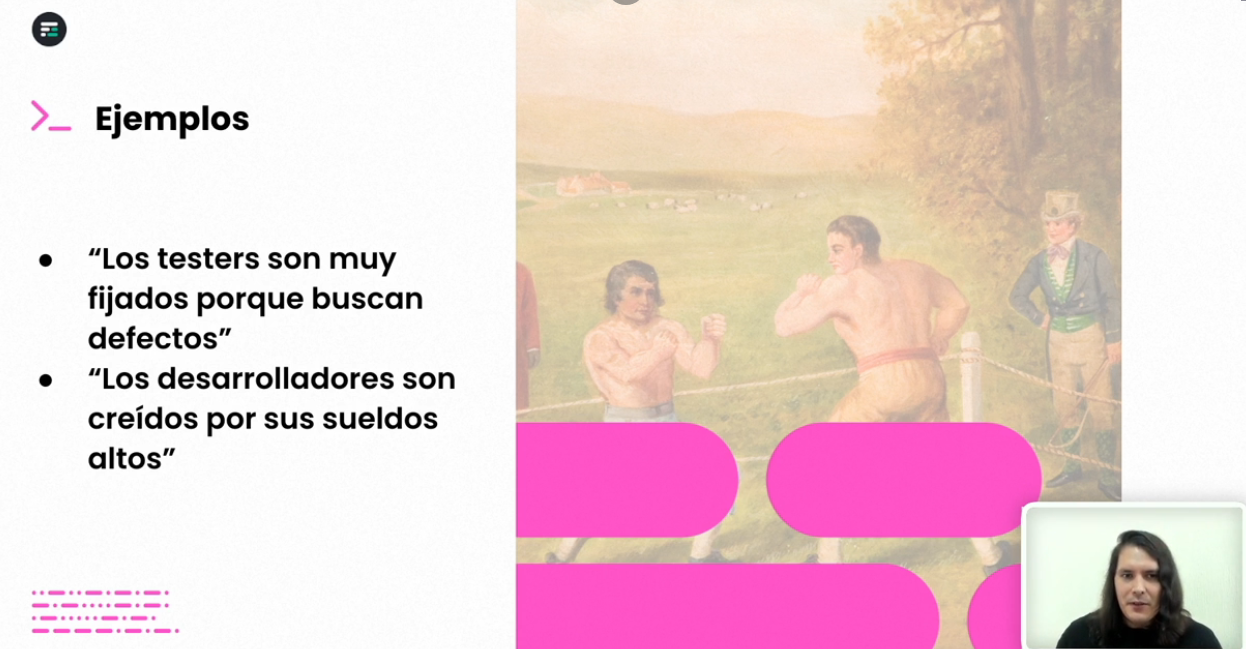 Ejemplos
“Los testers son muy
fijados porque buscan
defectos”
“Los desarrolladores son
creídos por sus sueldos
altos”